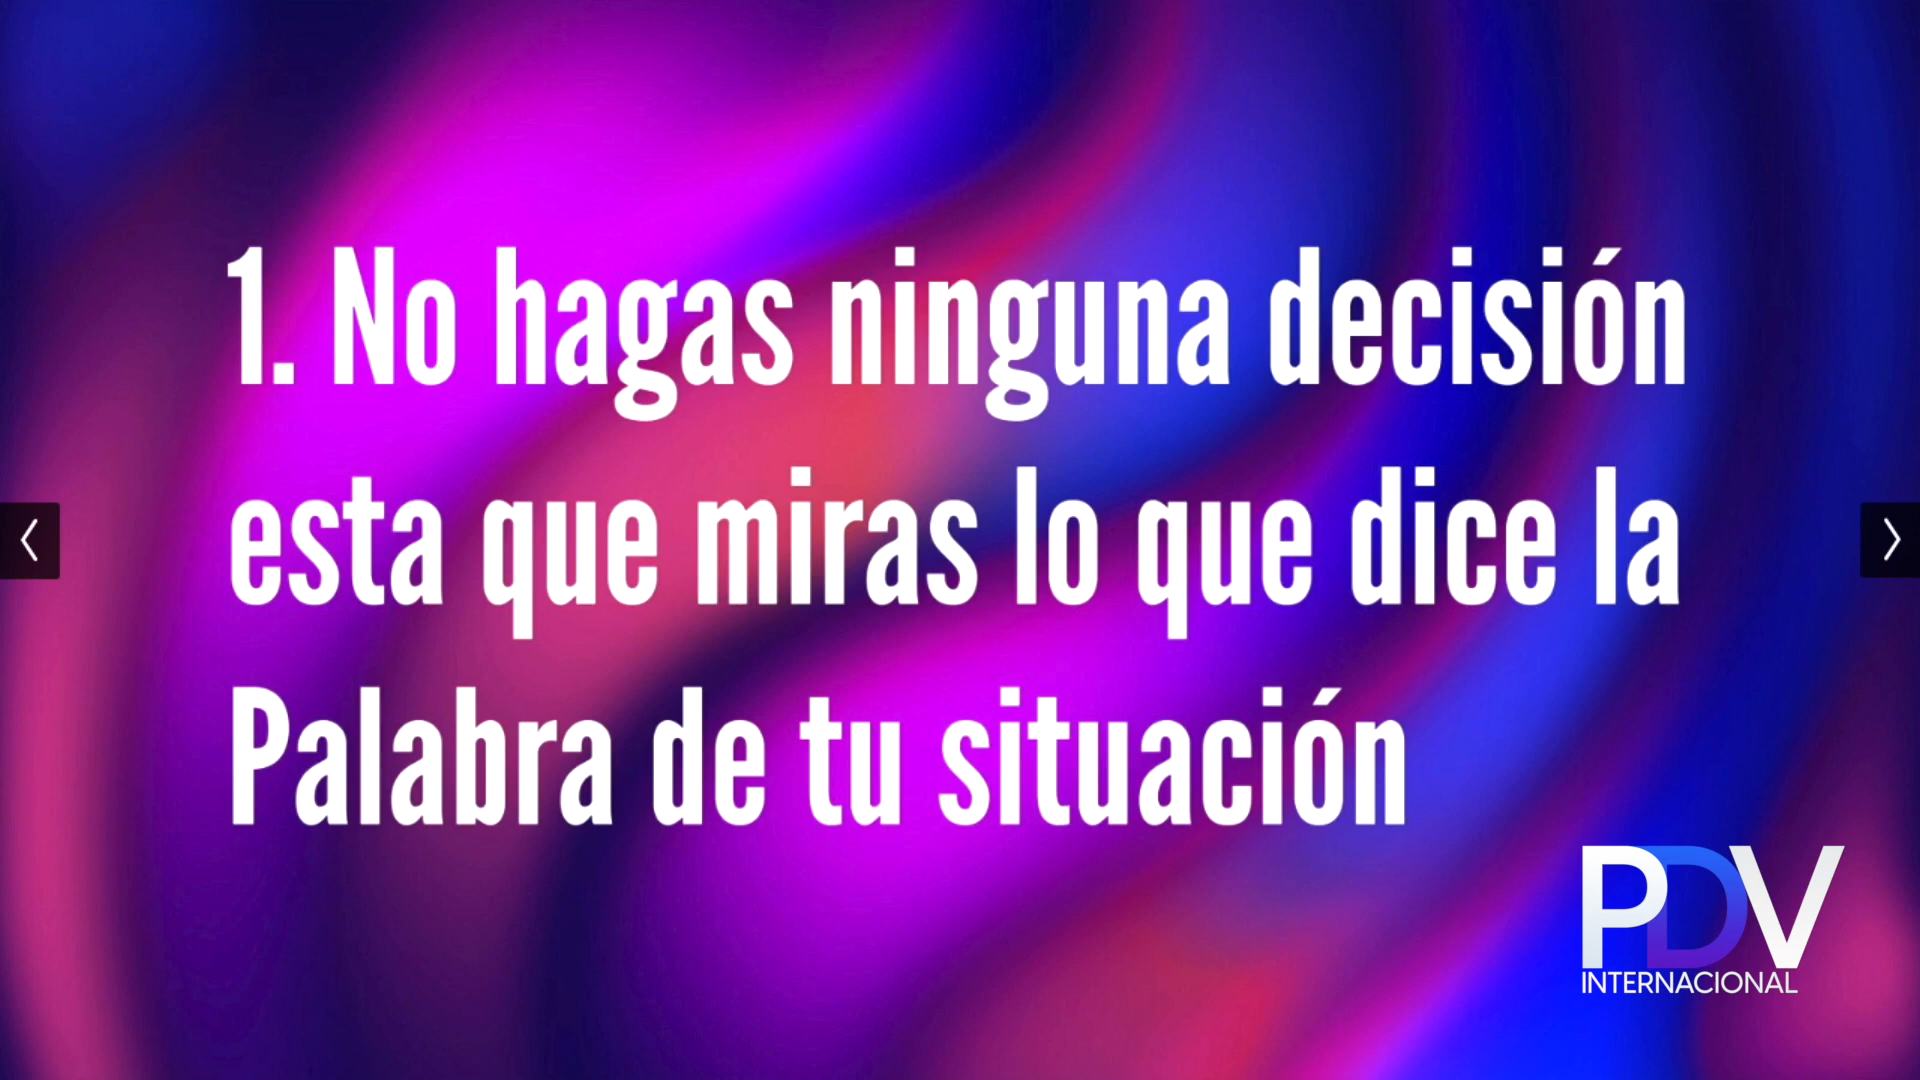 1. No hagas ninguna decisión
esta que miras lo que dice la
Palabra de tu situación
PDV
INTERNACIONAL